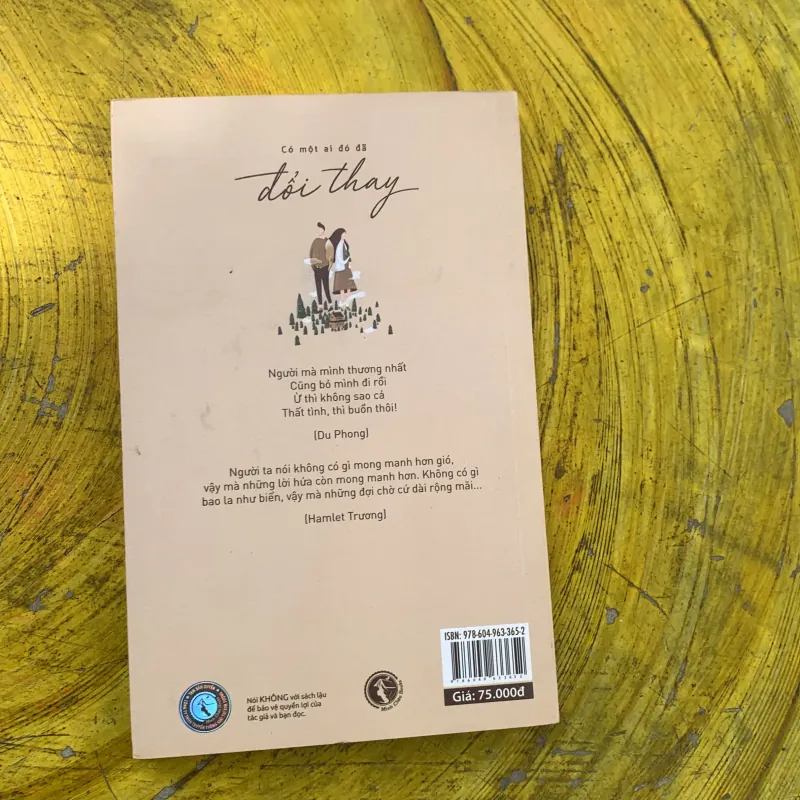 Có một ai đó đã
đổi thay
Người mà mình thương nhất
Cũng bỏ mình đi rồi
Ừ thì không sao cả
Thất tình, thì buồn thôi!
(Du Phong)
Người ta nói không có gì mong manh hơn gió,
vậy mà những lời hứa còn mong manh hơn. Không có gì
bao la như biển, vậy mà những đợi chờ cứ dài rộng mãi...
(Hamlet Trương)
ISBN: 978-604-963-365-2
Giá: 75.000đ
Nói KHÔNG với sách lậu
để bảo vệ quyền lợi của
tác giả và bạn đọc.
Minh Châu Books